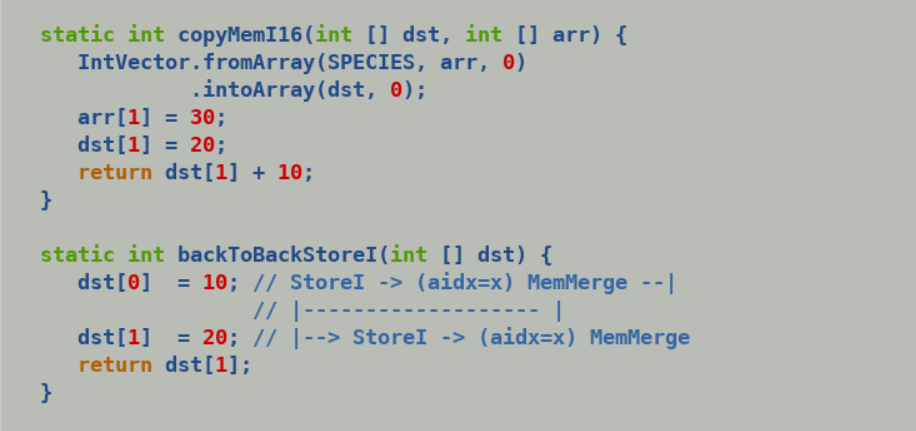 static int copyMemI16(int [] dst, int [] arr) {
   IntVector.fromArray(SPECIES, arr, 0)
            .intoArray(dst, 0);
   arr[1] = 30;
   dst[1] = 20;
   return dst[1] + 10;
}

static int backToBackStoreI(int [] dst) {
   dst[0]  = 10; // StoreI -> (aidx=x) MemMerge --|
                 // |------------------- |
   dst[1]  = 20; // |--> StoreI -> (aidx=x) MemMerge
   return dst[1];
}